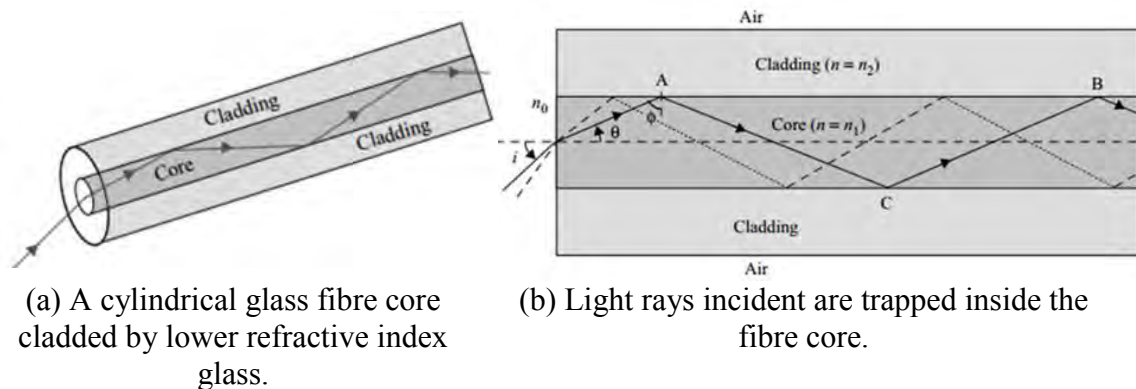 Cladding
Core
Cladding
Air
Cladding (n = n₂)
A
B
n₀
ϕ
Core (n = n₁)
θ
i
C
Cladding
Air
(a) A cylindrical glass fibre core
cladded by lower refractive index
glass.
(b) Light rays incident are trapped inside the
fibre core.